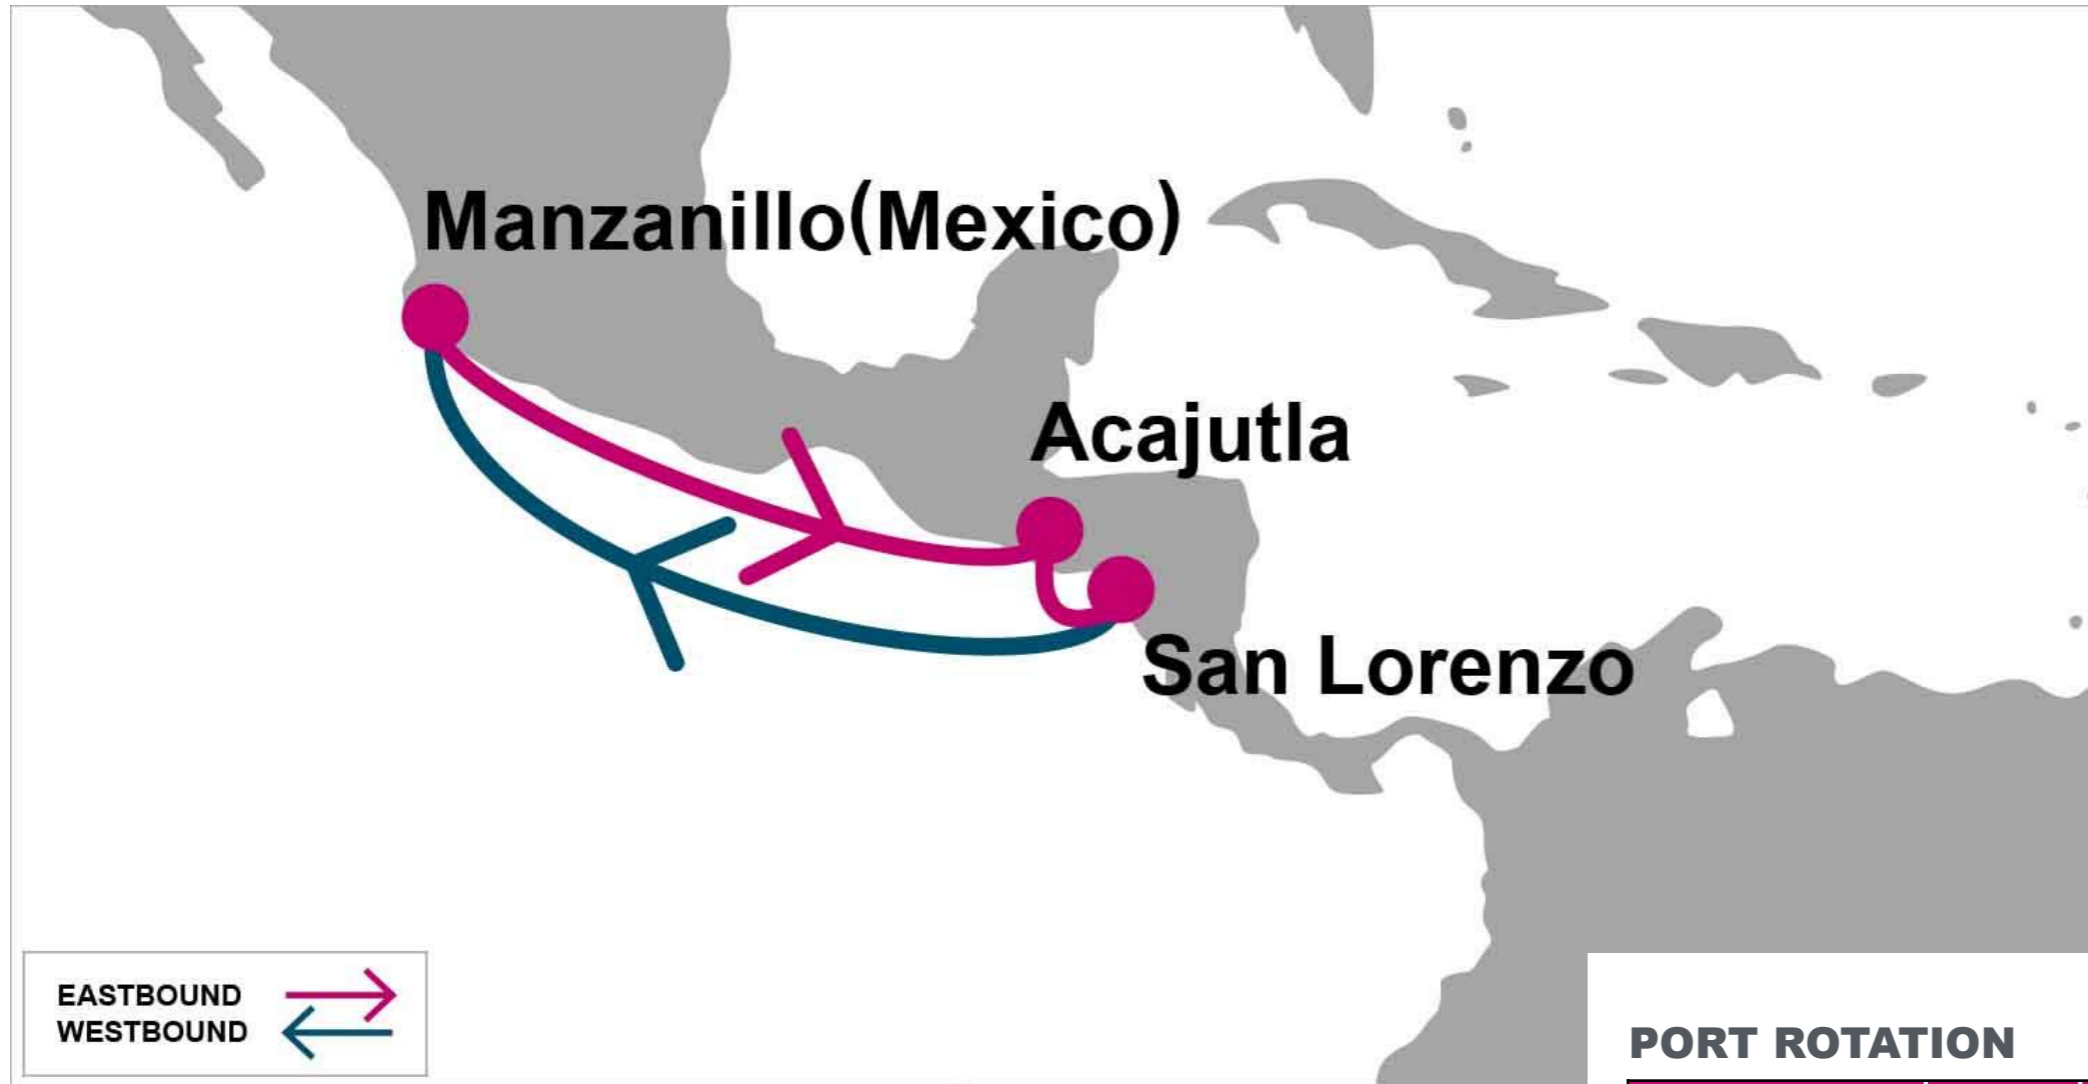 Manzanillo(Mexico)
Acajutla
San Lorenzo
EASTBOUND
WESTBOUND
PORT ROTATION